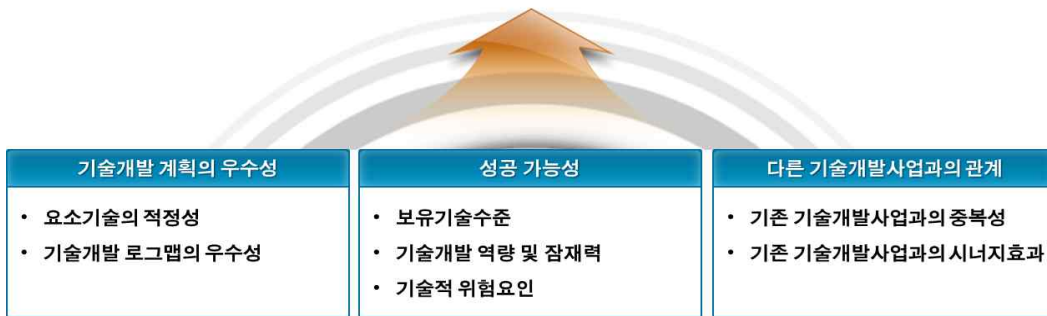 기술개발 계획의 우수성
• 요소기술의 적정성
• 기술개발 로그맵의 우수성
성공 가능성
• 보유기술수준
• 기술개발 역량 및 잠재력
• 기술적 위험요인
다른 기술개발사업과의 관계
• 기존 기술개발사업과의 중복성
• 기존 기술개발사업과의 시너지효과